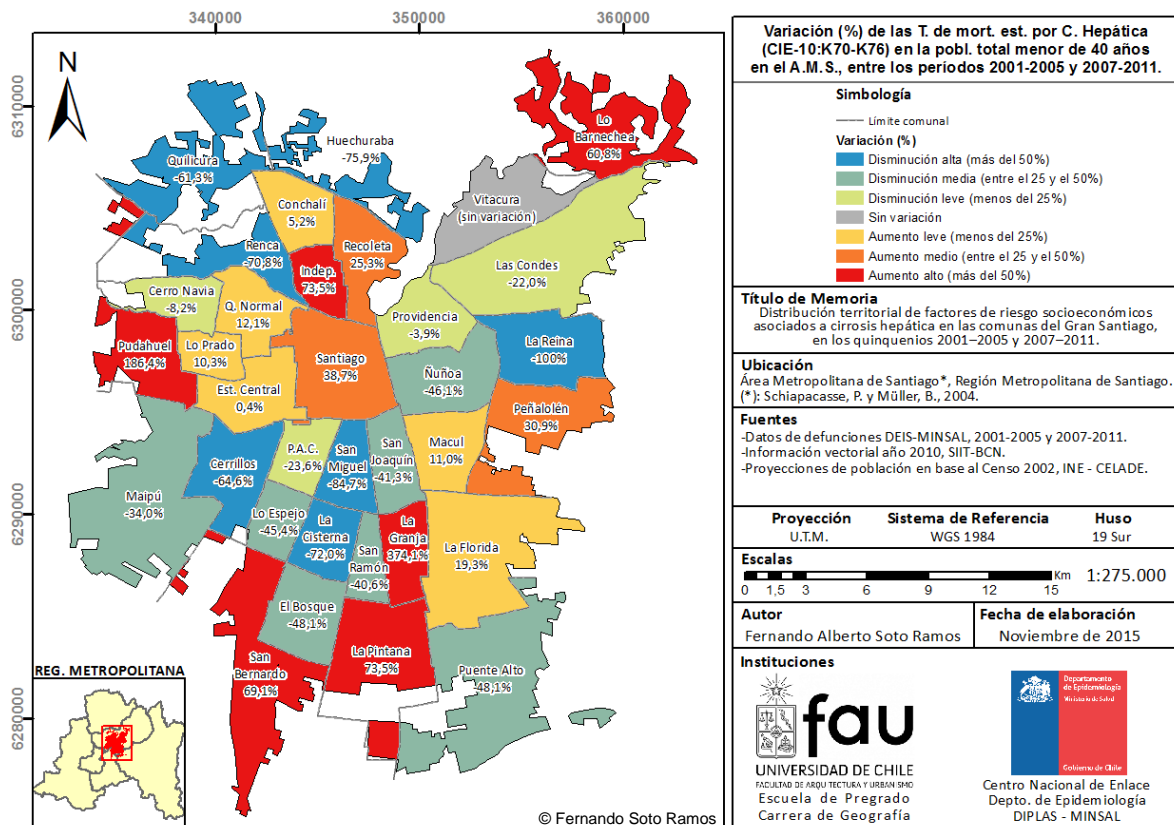 340000
350000
360000
6310000
6300000
6290000
6280000
N
Lo
Barnechea
60,8%
Huechuraba
-75,9%
Quilicura
-61,3%
Vitacura
(sin variación)
Conchalí
5,2%
Recoleta
25,3%
Renca
-70,8%
Indep.
73,5%
Las Condes
-22,0%
Cerro Navia
-8,2%
Q. Normal
12,1%
Providencia
-3,9%
La Reina
-100%
Pudahuel
186,4%
Lo Prado
10,3%
Santiago
38,7%
Ñuñoa
-46,1%
Est. Central
0,4%
Peñalolén
30,9%
P.A.C.
-23,6%
San
Miguel
-84,7%
San
Joaquín
-41,3%
Macul
11,0%
Cerrillos
-64,6%
Maipú
-34,0%
Lo Espejo
-45,4%
La
Cisterna
-72,0%
San
Ramón
-40,6%
La
Granja
374,1%
La Florida
19,3%
El Bosque
-48,1%
San
Bernardo
69,1%
La Pintana
73,5%
Puente Alto
-48,1%
REG. METROPOLITANA
© Fernando Soto Ramos
Variación (%) de las T. de mort. est. por C. Hepática
(CIE-10:K70-K76) en la pobl. total menor de 40 años
en el A.M.S., entre los períodos 2001-2005 y 2007-2011.
Simbología
Límite comunal
Variación (%)
Disminución alta (más del 50%)
Disminución media (entre el 25 y el 50%)
Disminución leve (menos del 25%)
Sin variación
Aumento leve (menos del 25%)
Aumento medio (entre el 25 y el 50%)
Aumento alto (más del 50%)
Título de Memoria
Distribución territorial de factores de riesgo socioeconómicos
asociados a cirrosis hepática en las comunas del Gran Santiago,
en los quinquenios 2001–2005 y 2007–2011.
Ubicación
Área Metropolitana de Santiago*, Región Metropolitana de Santiago.
(*): Schiapacasse, P. y Müller, B., 2004.
Fuentes
-Datos de defunciones DEIS-MINSAL, 2001-2005 y 2007-2011.
-Información vectorial año 2010, SIIT-BCN.
-Proyecciones de población en base al Censo 2002, INE - CELADE.
Proyección Sistema de Referencia Huso
U.T.M. WGS 1984 19 Sur
Escalas
0 1,5 3 6 9 12 15 Km 1:275.000
Autor
Fernando Alberto Soto Ramos
Fecha de elaboración
Noviembre de 2015
Instituciones
fau
UNIVERSIDAD DE CHILE
FACULTAD DE ARQUITECTURA Y URBANISMO
Escuela de Pregrado
Carrera de Geografía
Departamento
de Epidemiología
Ministerio de Salud
Gobierno de Chile
Centro Nacional de Enlace
Depto. de Epidemiología
DIPLAS - MINSAL